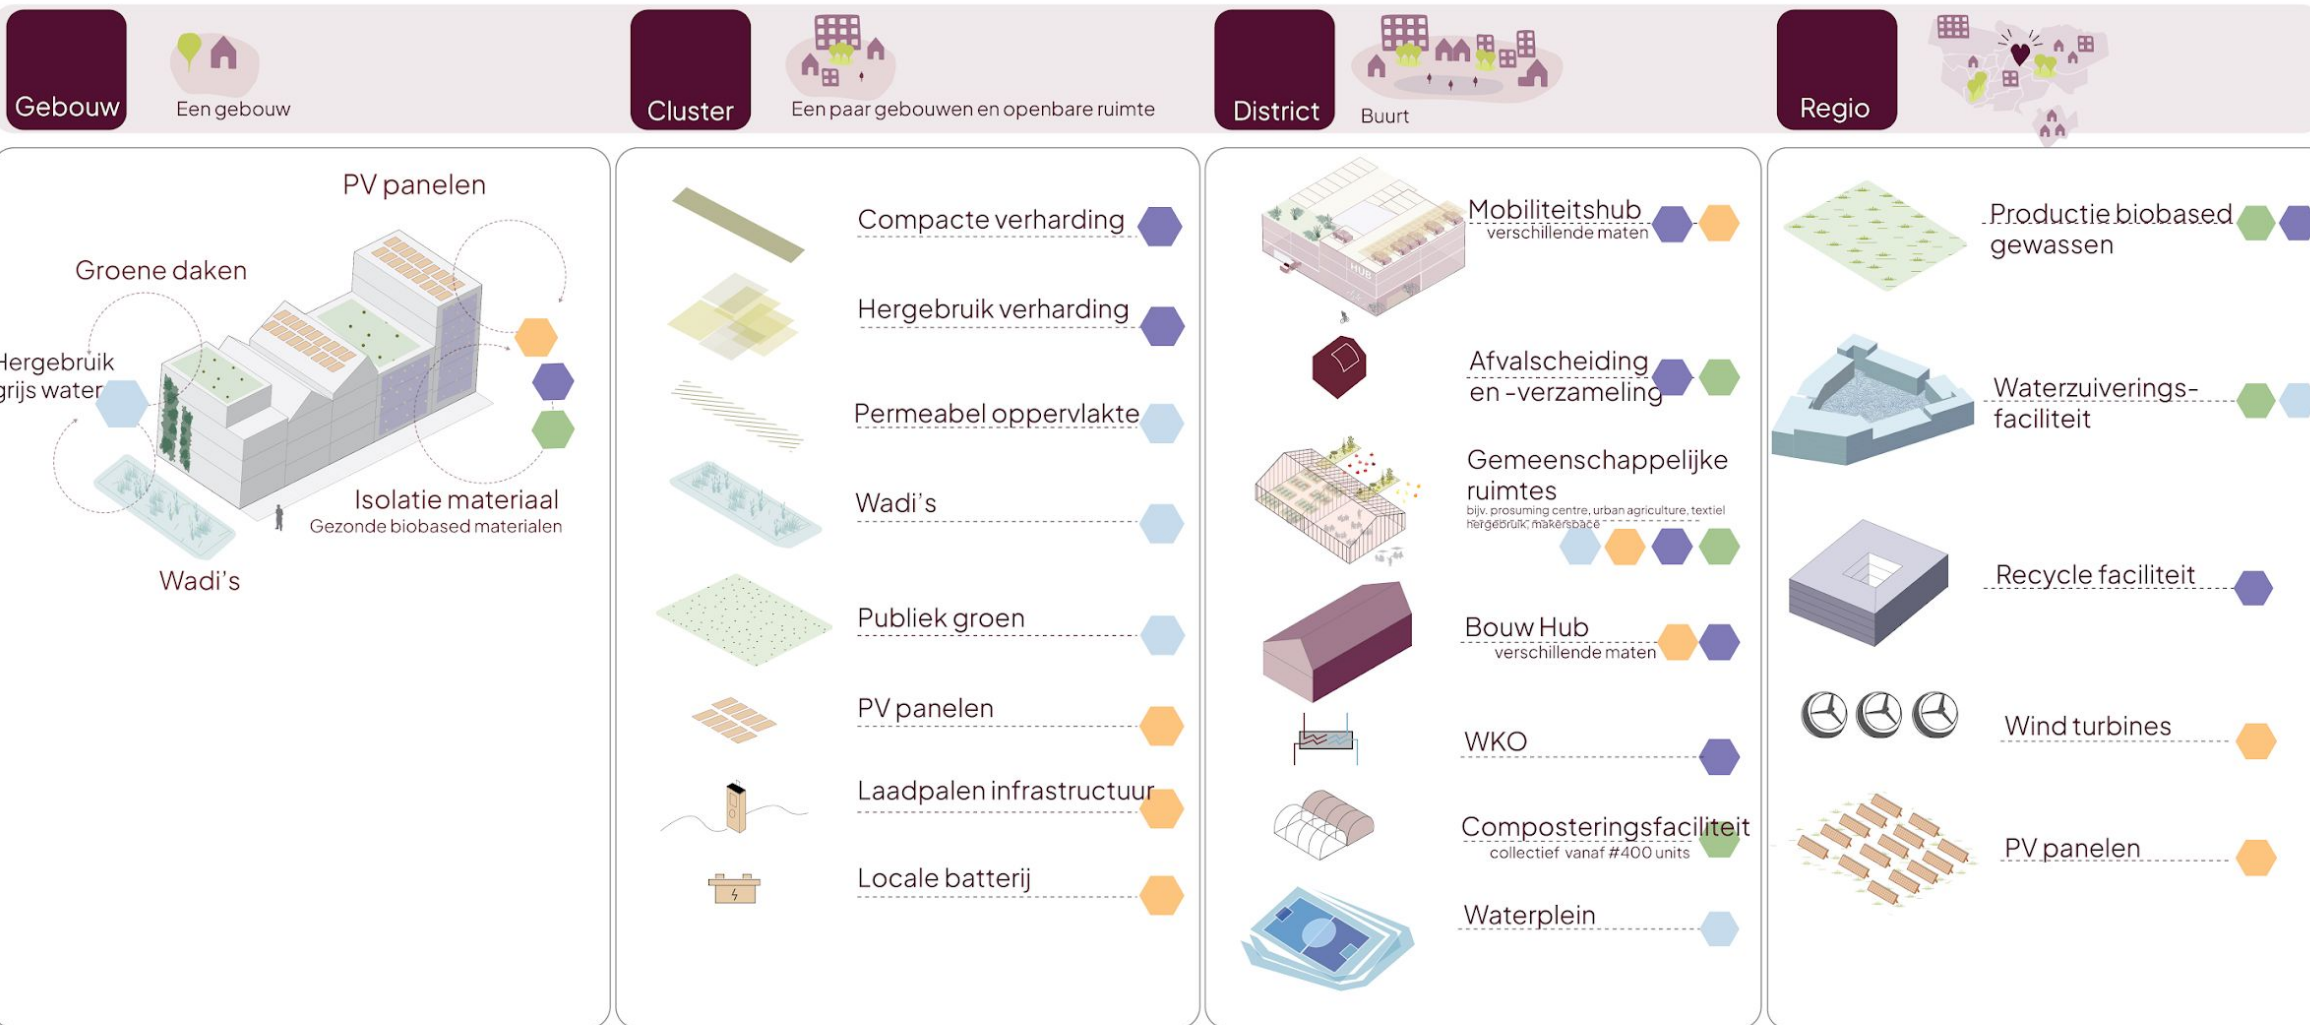 Gebouw
Een gebouw
Cluster
Een paar gebouwen en openbare ruimte
District
Buurt
Regio
PV panelen
Groene daken
Hergebruik
grijs water
Isolatie materiaal
Gezonde biobased materialen
Wadi's
Compacte verharding
Hergebruik verharding
Permeabel oppervlakte
Wadi's
Publiek groen
PV panelen
Laadpalen infrastructuur
Locale batterij
HUB
Mobiliteitshub
verschillende maten
Afvalscheiding
en -verzameling
Gemeenschappelijke
ruimtes
bijv. prosuming centre, urban agriculture, textiel
hergebruik, makerspace
Bouw Hub
verschillende maten
WKO
Composteringsfaciliteit
collectief vanaf #400 units
Waterplein
Productie biobased
gewassen
Waterzuiverings-
faciliteit
Recycle faciliteit
Wind turbines
PV panelen